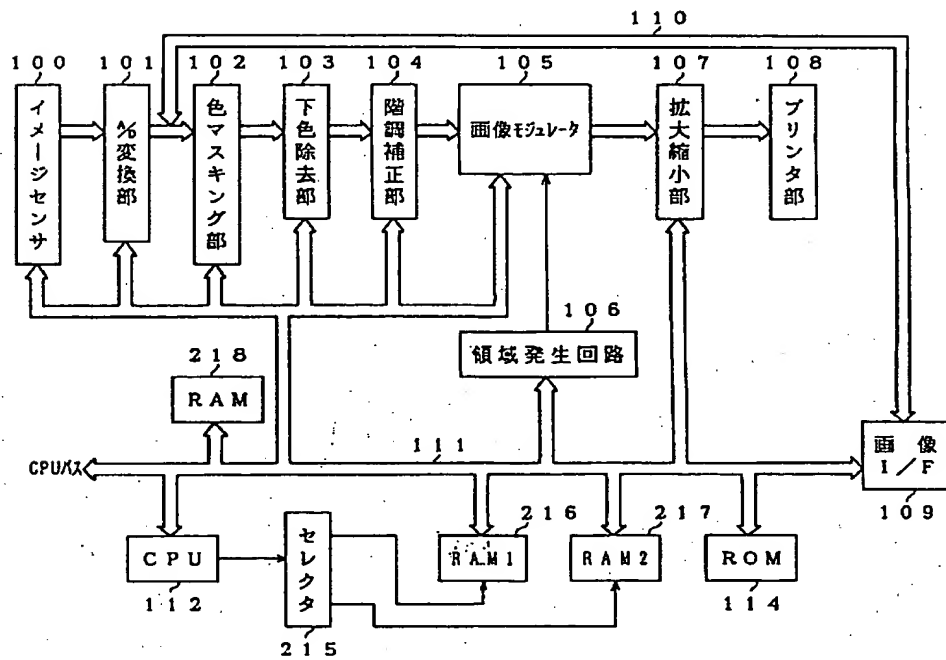 110
100
101
102
103
104
105
107
108
イメージセンサ
A/D変換部
色マスキング部
下色除去部
階調補正部
画像モジュレータ
拡大縮小部
プリンタ部
106
領域発生回路
218
RAM
111
CPUバス
画像
I/F
109
216
217
CPU
セレクタ
RAM1
RAM2
ROM
112
114
215